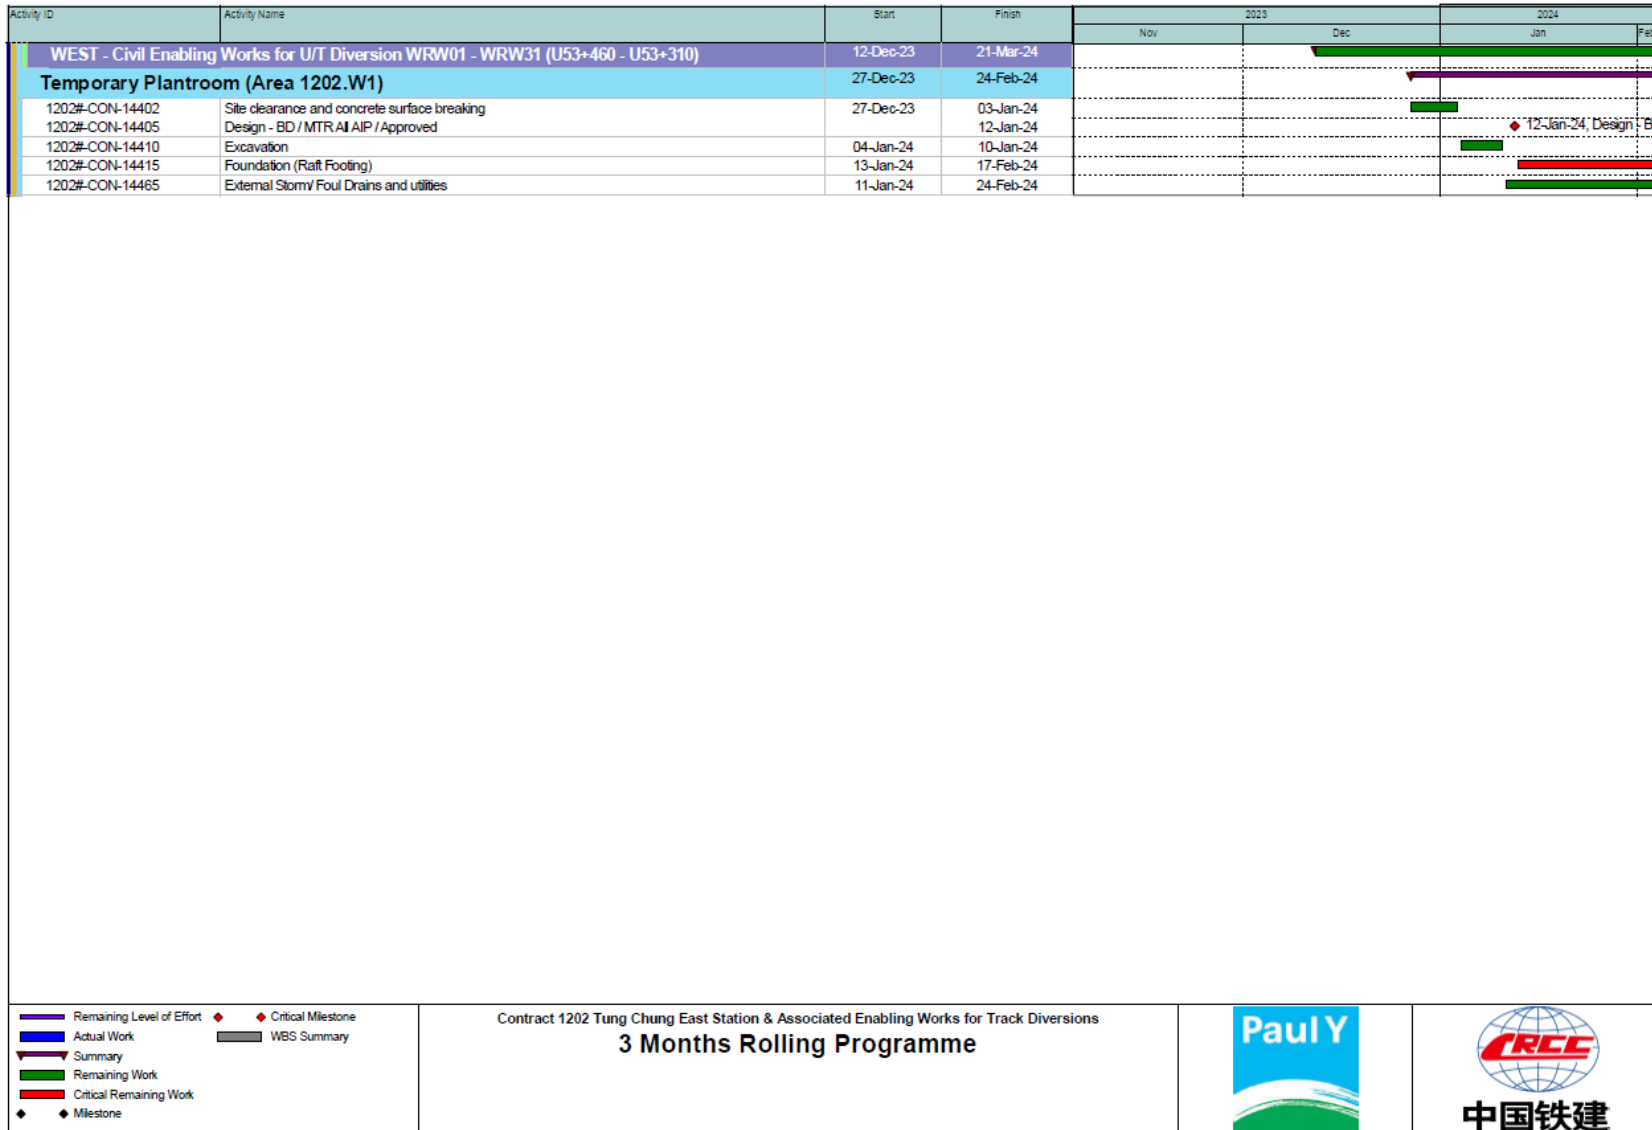 Activity ID Activity Name Start Finish 2023 2024
Nov Dec Jan Fe
WEST - Civil Enabling Works for U/T Diversion WRW01 - WRW31 (U53+460 - U53+310) 12-Dec-23 21-Mar-24
Temporary Plantroom (Area 1202.W1) 27-Dec-23 24-Feb-24
1202#-CON-14402 Site clearance and concrete surface breaking 27-Dec-23 03-Jan-24
1202#-CON-14405 Design - BD / MTR AI AIP / Approved 12-Jan-24 12-Jan-24, Design - B
1202#-CON-14410 Excavation 04-Jan-24 10-Jan-24
1202#-CON-14415 Foundation (Raft Footing) 13-Jan-24 17-Feb-24
1202#-CON-14465 External Storm/ Foul Drains and utilities 11-Jan-24 24-Feb-24
Remaining Level of Effort Critical Milestone
Actual Work WBS Summary
Summary
Remaining Work
Critical Remaining Work
Milestone
Contract 1202 Tung Chung East Station & Associated Enabling Works for Track Diversions
3 Months Rolling Programme
Paul Y
CRCC
中国铁建